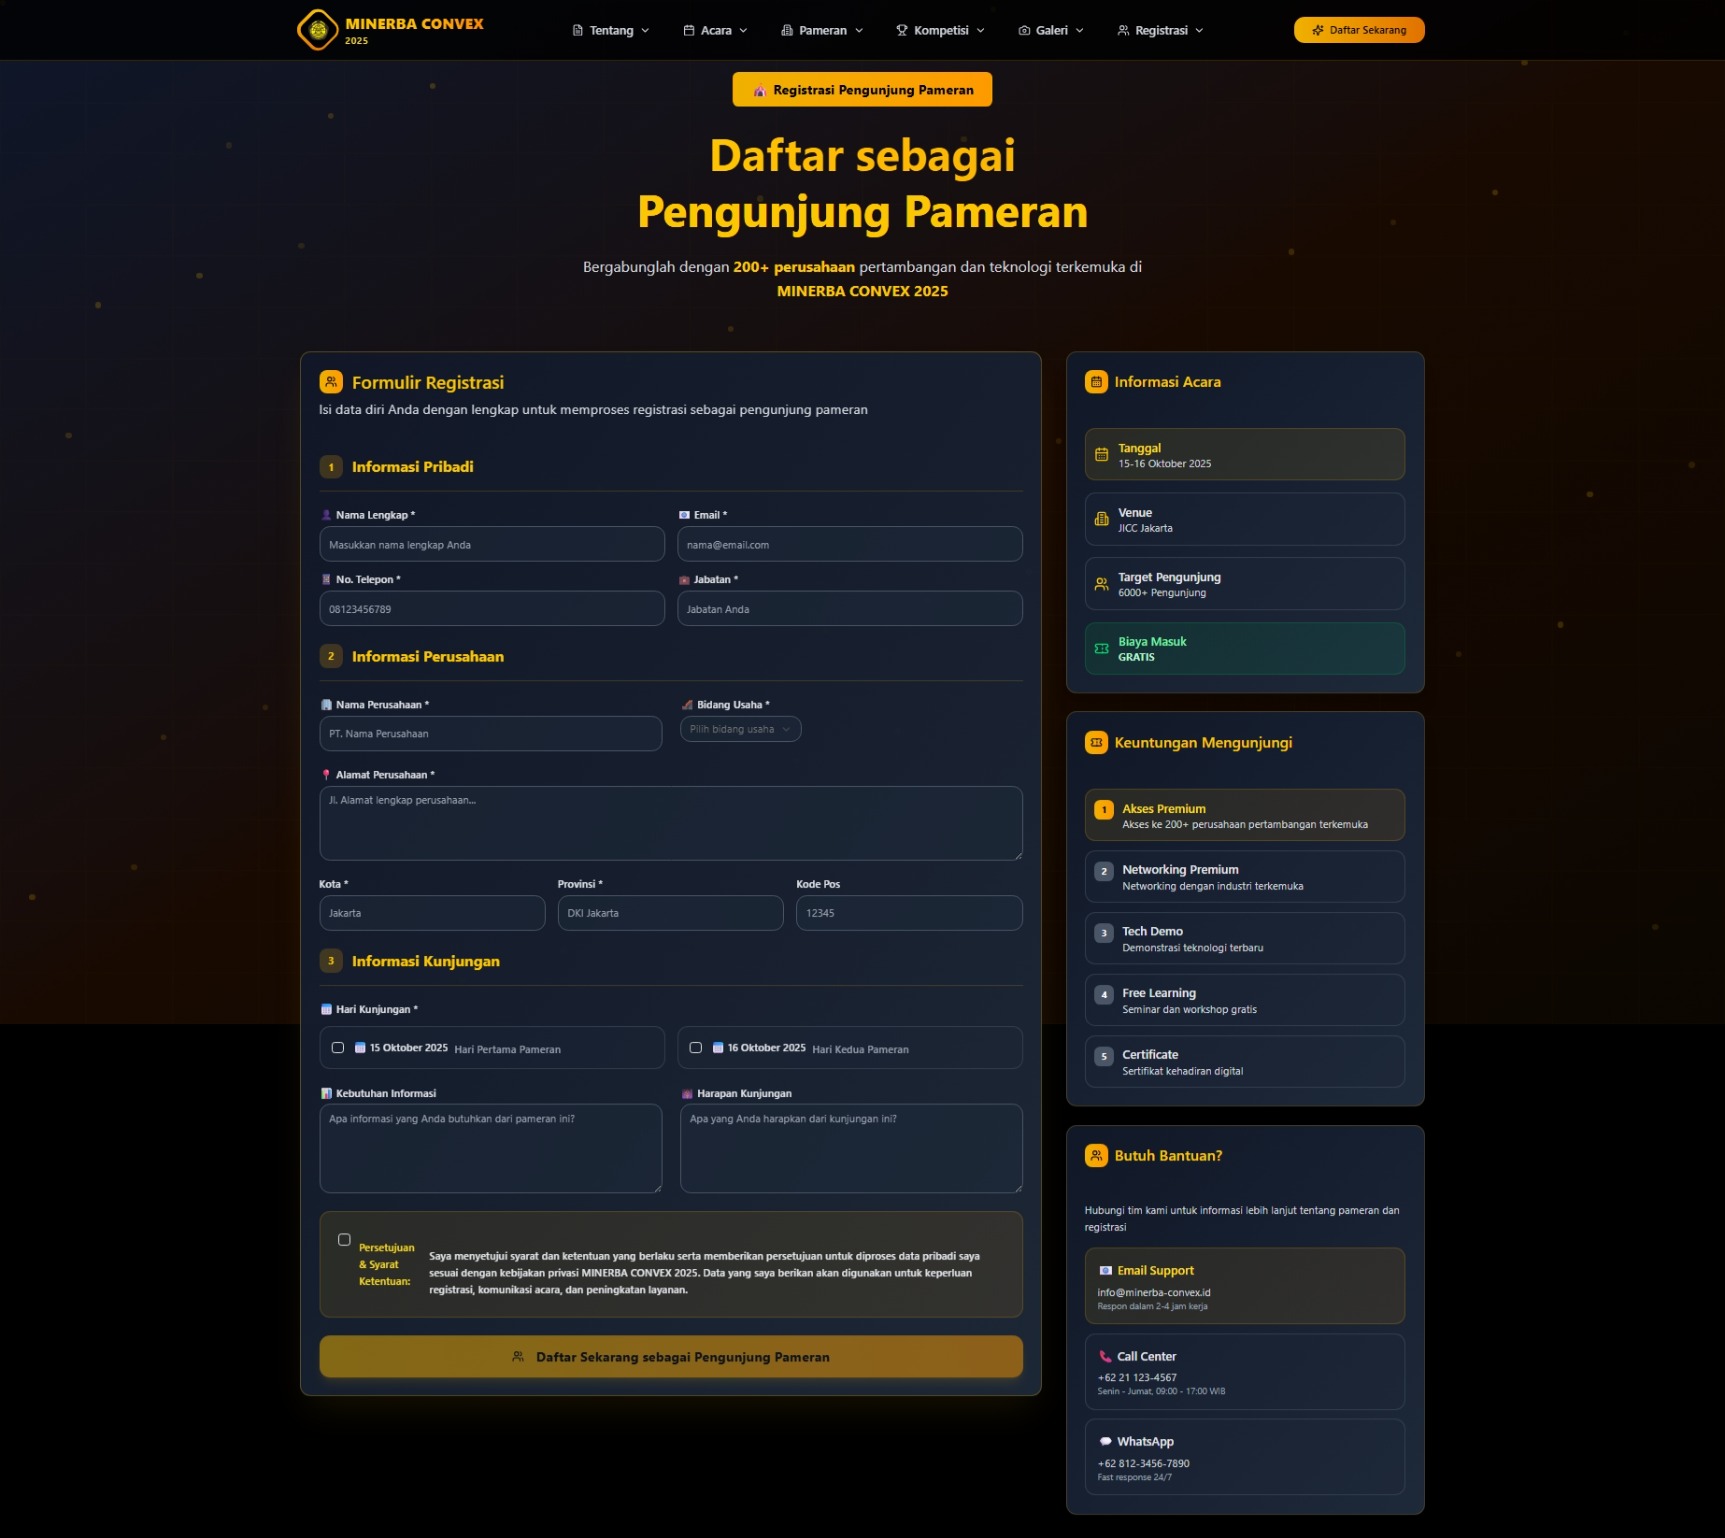 MINERBA CONVEX
2025
Tentang
Acara
Pameran
Kompetisi
Galeri
Registrasi
Daftar Sekarang
Registrasi Pengunjung Pameran
Daftar sebagai
Pengunjung Pameran
Bergabunglah dengan 200+ perusahaan pertambangan dan teknologi terkemuka di
MINERBA CONVEX 2025
Formulir Registrasi
Isi data diri Anda dengan lengkap untuk memproses registrasi sebagai pengunjung pameran
1 Informasi Pribadi
Nama Lengkap *
Masukkan nama lengkap Anda
Email *
nama@email.com
No. Telepon *
08123456789
Jabatan *
Jabatan Anda
2 Informasi Perusahaan
Nama Perusahaan *
PT. Nama Perusahaan
Bidang Usaha *
Pilih bidang usaha
Alamat Perusahaan *
Jl. Alamat lengkap perusahaan...
Kota *
Jakarta
Provinsi *
DKI Jakarta
Kode Pos
12345
3 Informasi Kunjungan
Hari Kunjungan *
15 Oktober 2025 Hari Pertama Pameran
16 Oktober 2025 Hari Kedua Pameran
Kebutuhan Informasi
Apa informasi yang Anda butuhkan dari pameran ini?
Harapan Kunjungan
Apa yang Anda harapkan dari kunjungan ini?
Persetujuan
& Syarat
Ketentuan:
Saya menyetujui syarat dan ketentuan yang berlaku serta memberikan persetujuan untuk diproses data pribadi saya
sesuai dengan kebijakan privasi MINERBA CONVEX 2025. Data yang saya berikan akan digunakan untuk keperluan
registrasi, komunikasi acara, dan peningkatan layanan.
Daftar Sekarang sebagai Pengunjung Pameran
Informasi Acara
Tanggal
15-16 Oktober 2025
Venue
JICC Jakarta
Target Pengunjung
6000+ Pengunjung
Biaya Masuk
GRATIS
Keuntungan Mengunjungi
1 Akses Premium
Akses ke 200+ perusahaan pertambangan terkemuka
2 Networking Premium
Networking dengan industri terkemuka
3 Tech Demo
Demonstrasi teknologi terbaru
4 Free Learning
Seminar dan workshop gratis
5 Certificate
Sertifikat kehadiran digital
Butuh Bantuan?
Hubungi tim kami untuk informasi lebih lanjut tentang pameran dan
registrasi
Email Support
info@minerba-convex.id
Respon dalam 2-4 jam kerja
Call Center
+62 21 123-4567
Senin - Jumat, 09:00 - 17:00 WIB
WhatsApp
+62 812-3456-7890
Fast response 24/7